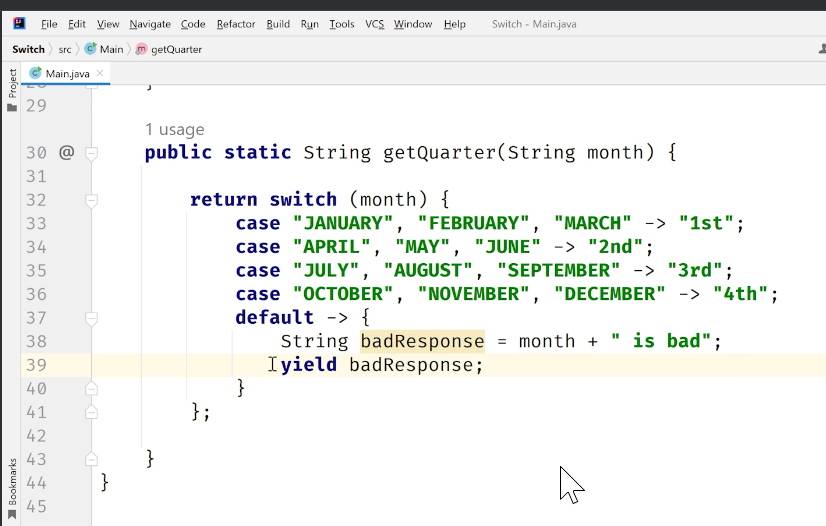 File Edit View Navigate Code Refactor Build Run Tools VCS Window Help Switch - Main.java
Switch src Main getQuarter
Project
Main.java
29
1 usage
30 @ public static String getQuarter(String month) {
31
32 return switch (month) {
33 case "JANUARY", "FEBRUARY", "MARCH" -> "1st";
34 case "APRIL", "MAY", "JUNE" -> "2nd";
35 case "JULY", "AUGUST", "SEPTEMBER" -> "3rd";
36 case "OCTOBER", "NOVEMBER", "DECEMBER" -> "4th";
37 default -> {
38 String badResponse = month + " is bad";
39 yield badResponse;
40 }
41 };
42
43 }
44 }
45
Bookmarks